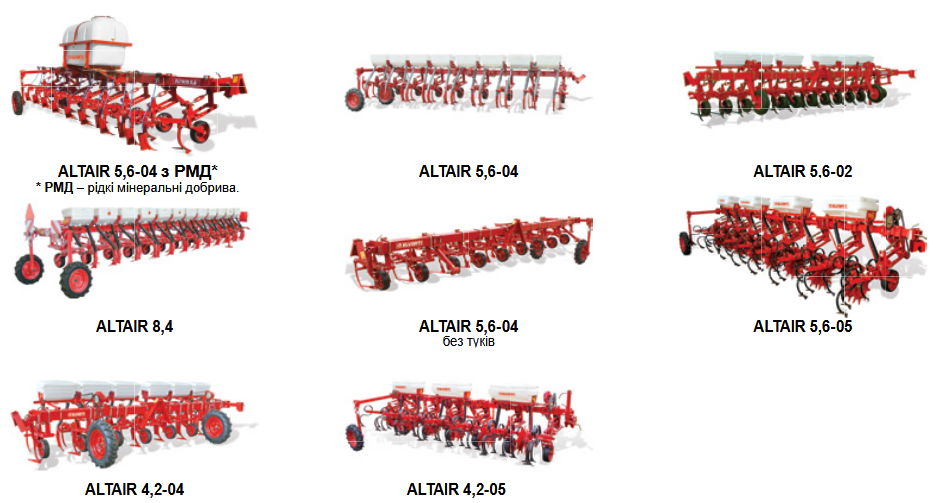 ALTAIR 5,6-04 з РМД*
* РМД – рідкі мінеральні добрива.
ALTAIR 5,6-04
ALTAIR 5,6-02
ALTAIR 8,4
ALTAIR 5,6-04
без туків
ALTAIR 5,6-05
ALTAIR 4,2-04
ALTAIR 4,2-05